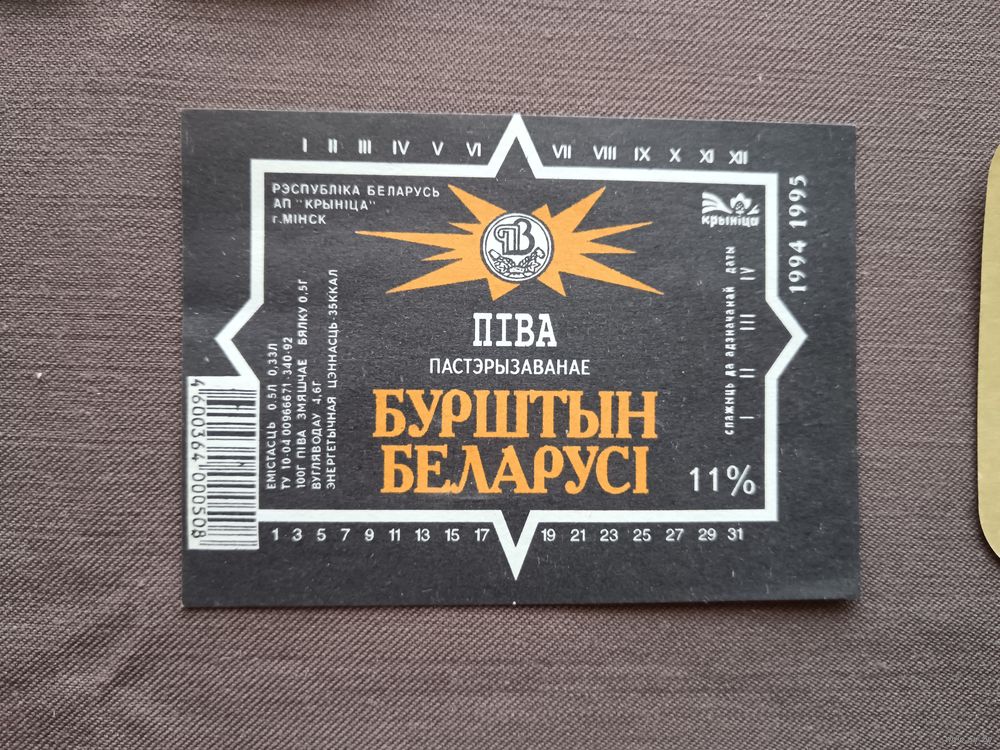 I II III IV V VI VII VIII IX X XI XII
РЭСПУБЛІКА БЕЛАРУСЬ
АП "КРЫНІЦА"
г.МІНСК
крыніца
1994 1995
ПВ
ПІВА
ПАСТЭРЫЗАВАНАЕ
БУРШТЫН
БЕЛАРУСІ
11%
ЕМІСТАСЦЬ 0.5Л 0,33Л
ТУ 10-04 00966671-340-92
100Г ПІВА ЗМЯШЧАЕ БЯЛКУ 0,5Г
ВУГЛЯВОДАУ 4,6Г
ЭНЕРГЕТЫЧНАЯ ЦЭННАСЦЬ-35ККАЛ
спажыць да адзначанай даты
I II III IV
4 600364 000508
1 3 5 7 9 11 13 15 17 19 21 23 25 27 29 31